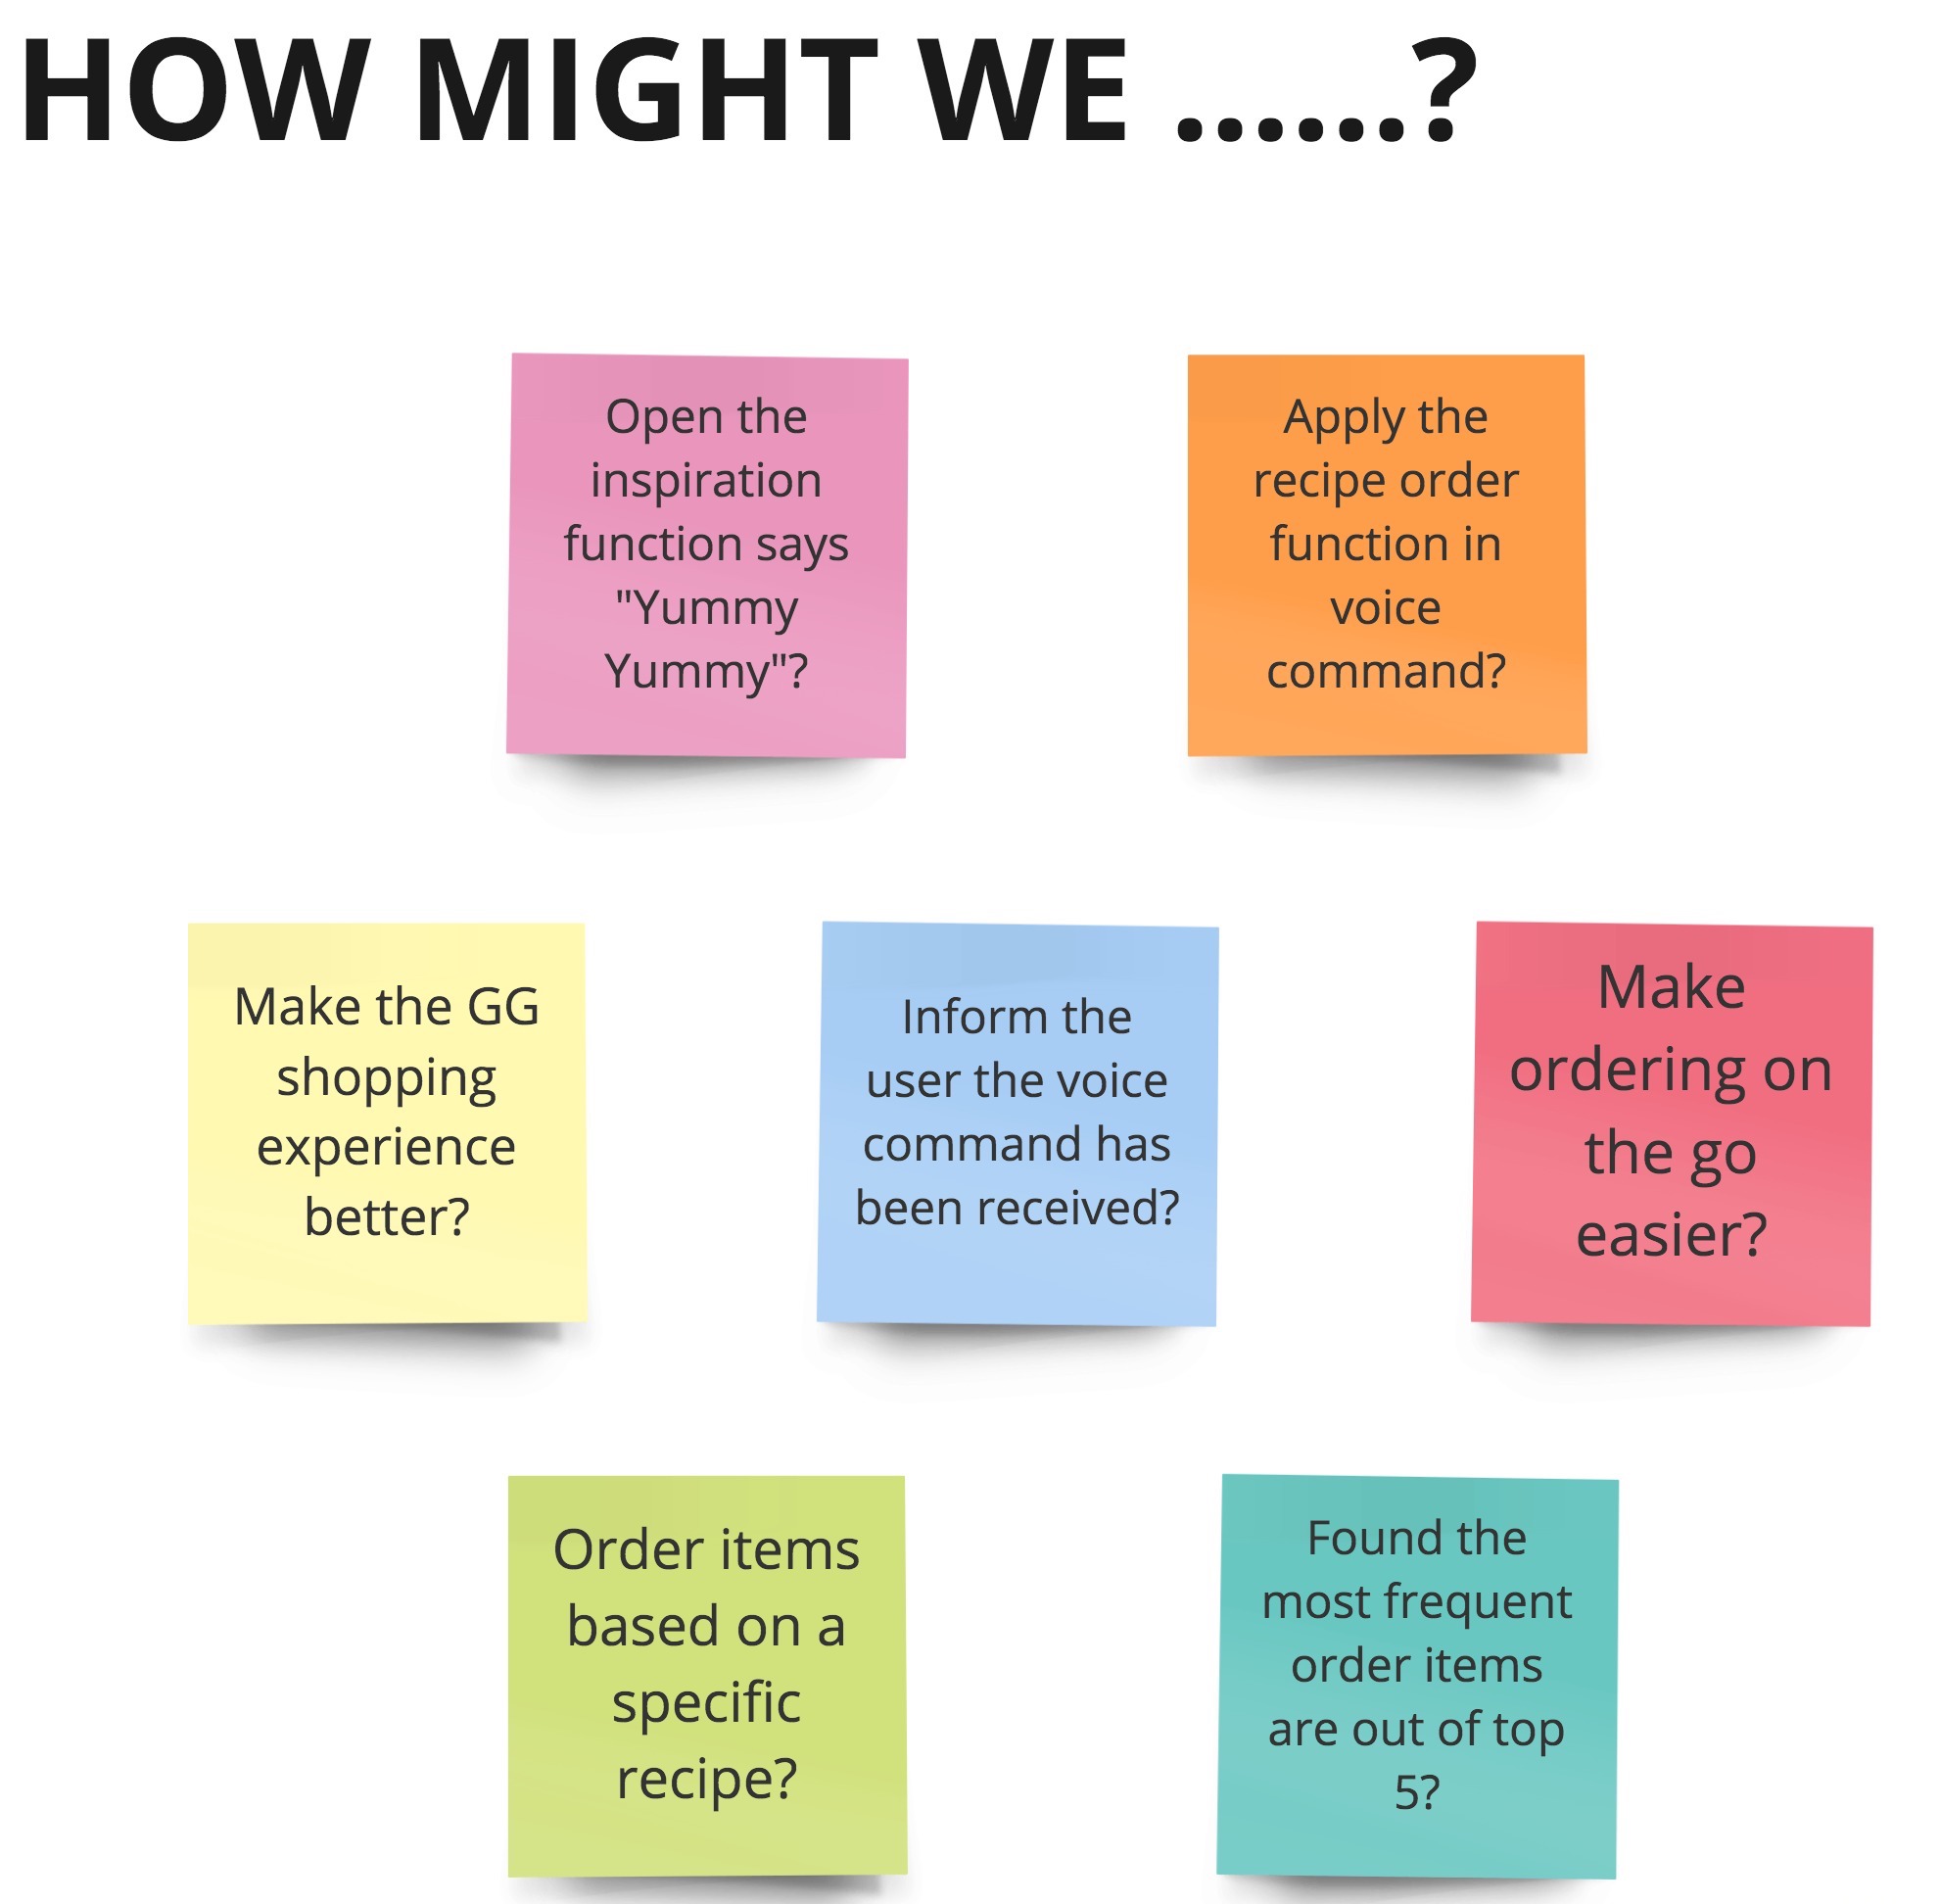 HOW MIGHT WE ......?
Open the
inspiration
function says
"Yummy
Yummy"?
Apply the
recipe order
function in
voice
command?
Make the GG
shopping
experience
better?
Inform the
user the voice
command has
been received?
Make
ordering on
the go
easier?
Order items
based on a
specific
recipe?
Found the
most frequent
order items
are out of top
5?